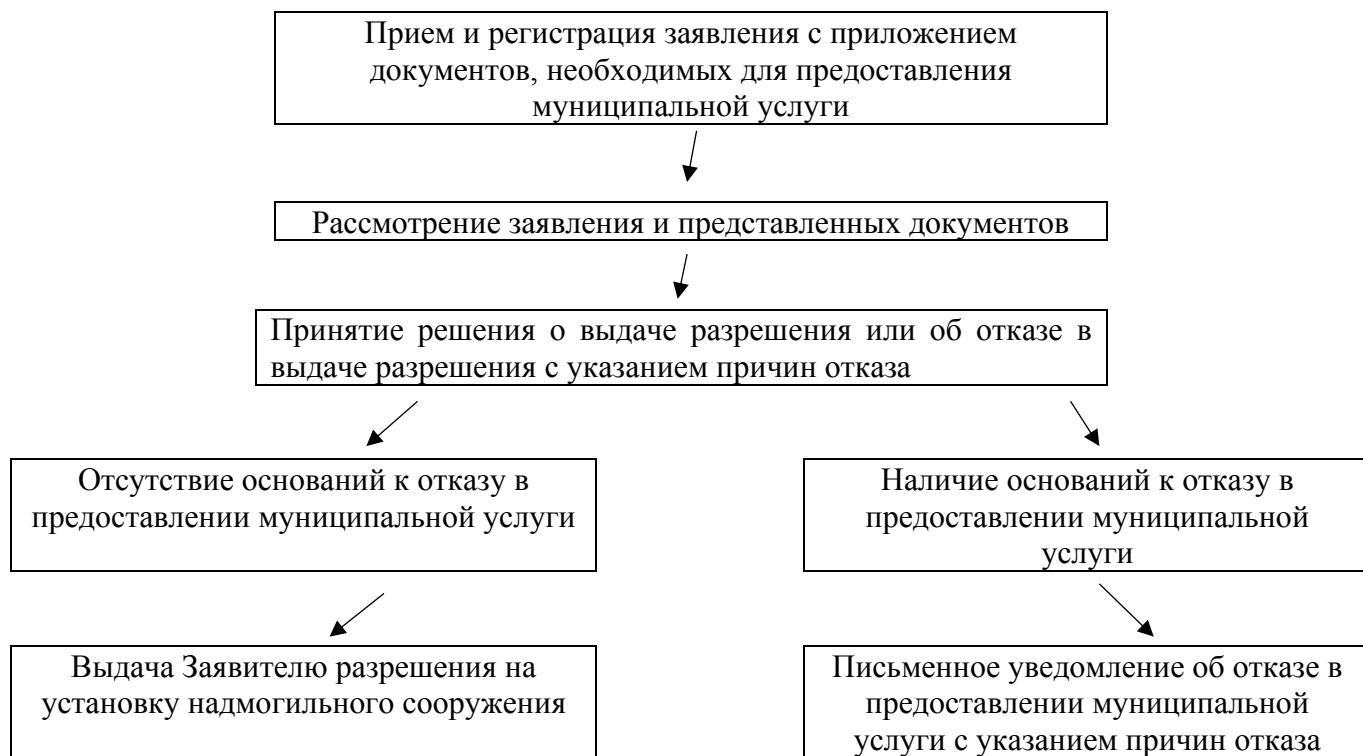 Прием и регистрация заявления с приложением
документов, необходимых для предоставления
муниципальной услуги
Рассмотрение заявления и представленных документов
Принятие решения о выдаче разрешения или об отказе в
выдаче разрешения с указанием причин отказа
Отсутствие оснований к отказу в
предоставлении муниципальной услуги
Наличие оснований к отказу в
предоставлении муниципальной
услуги
Выдача Заявителю разрешения на
установку надмогильного сооружения
Письменное уведомление об отказе в
предоставлении муниципальной
услуги с указанием причин отказа